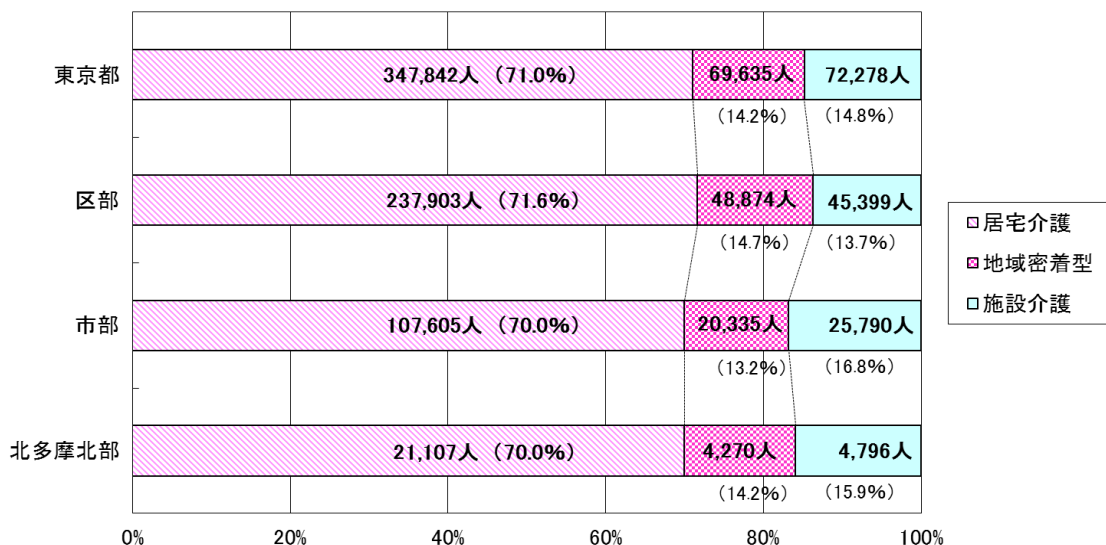 東京都
347,842人（71.0%）
69,635人
72,278人
（14.2%）
（14.8%）
区部
237,903人（71.6%）
48,874人
45,399人
（14.7%）
（13.7%）
市部
107,605人（70.0%）
20,335人
25,790人
（13.2%）
（16.8%）
北多摩北部
21,107人（70.0%）
4,270人
4,796人
（14.2%）
（15.9%）
0%
20%
40%
60%
80%
100%
居宅介護
地域密着型
施設介護